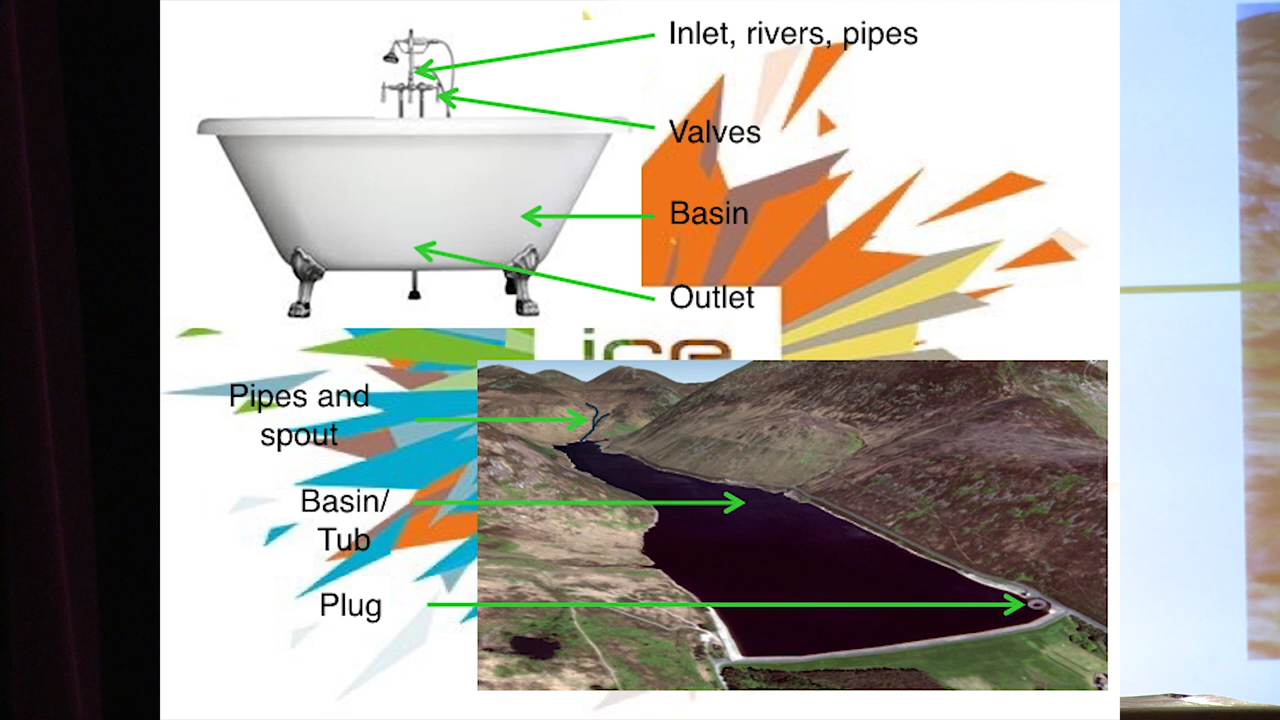 Inlet, rivers, pipes
Valves
Basin
Outlet
ice
Pipes and
spout
Basin/
Tub
Plug